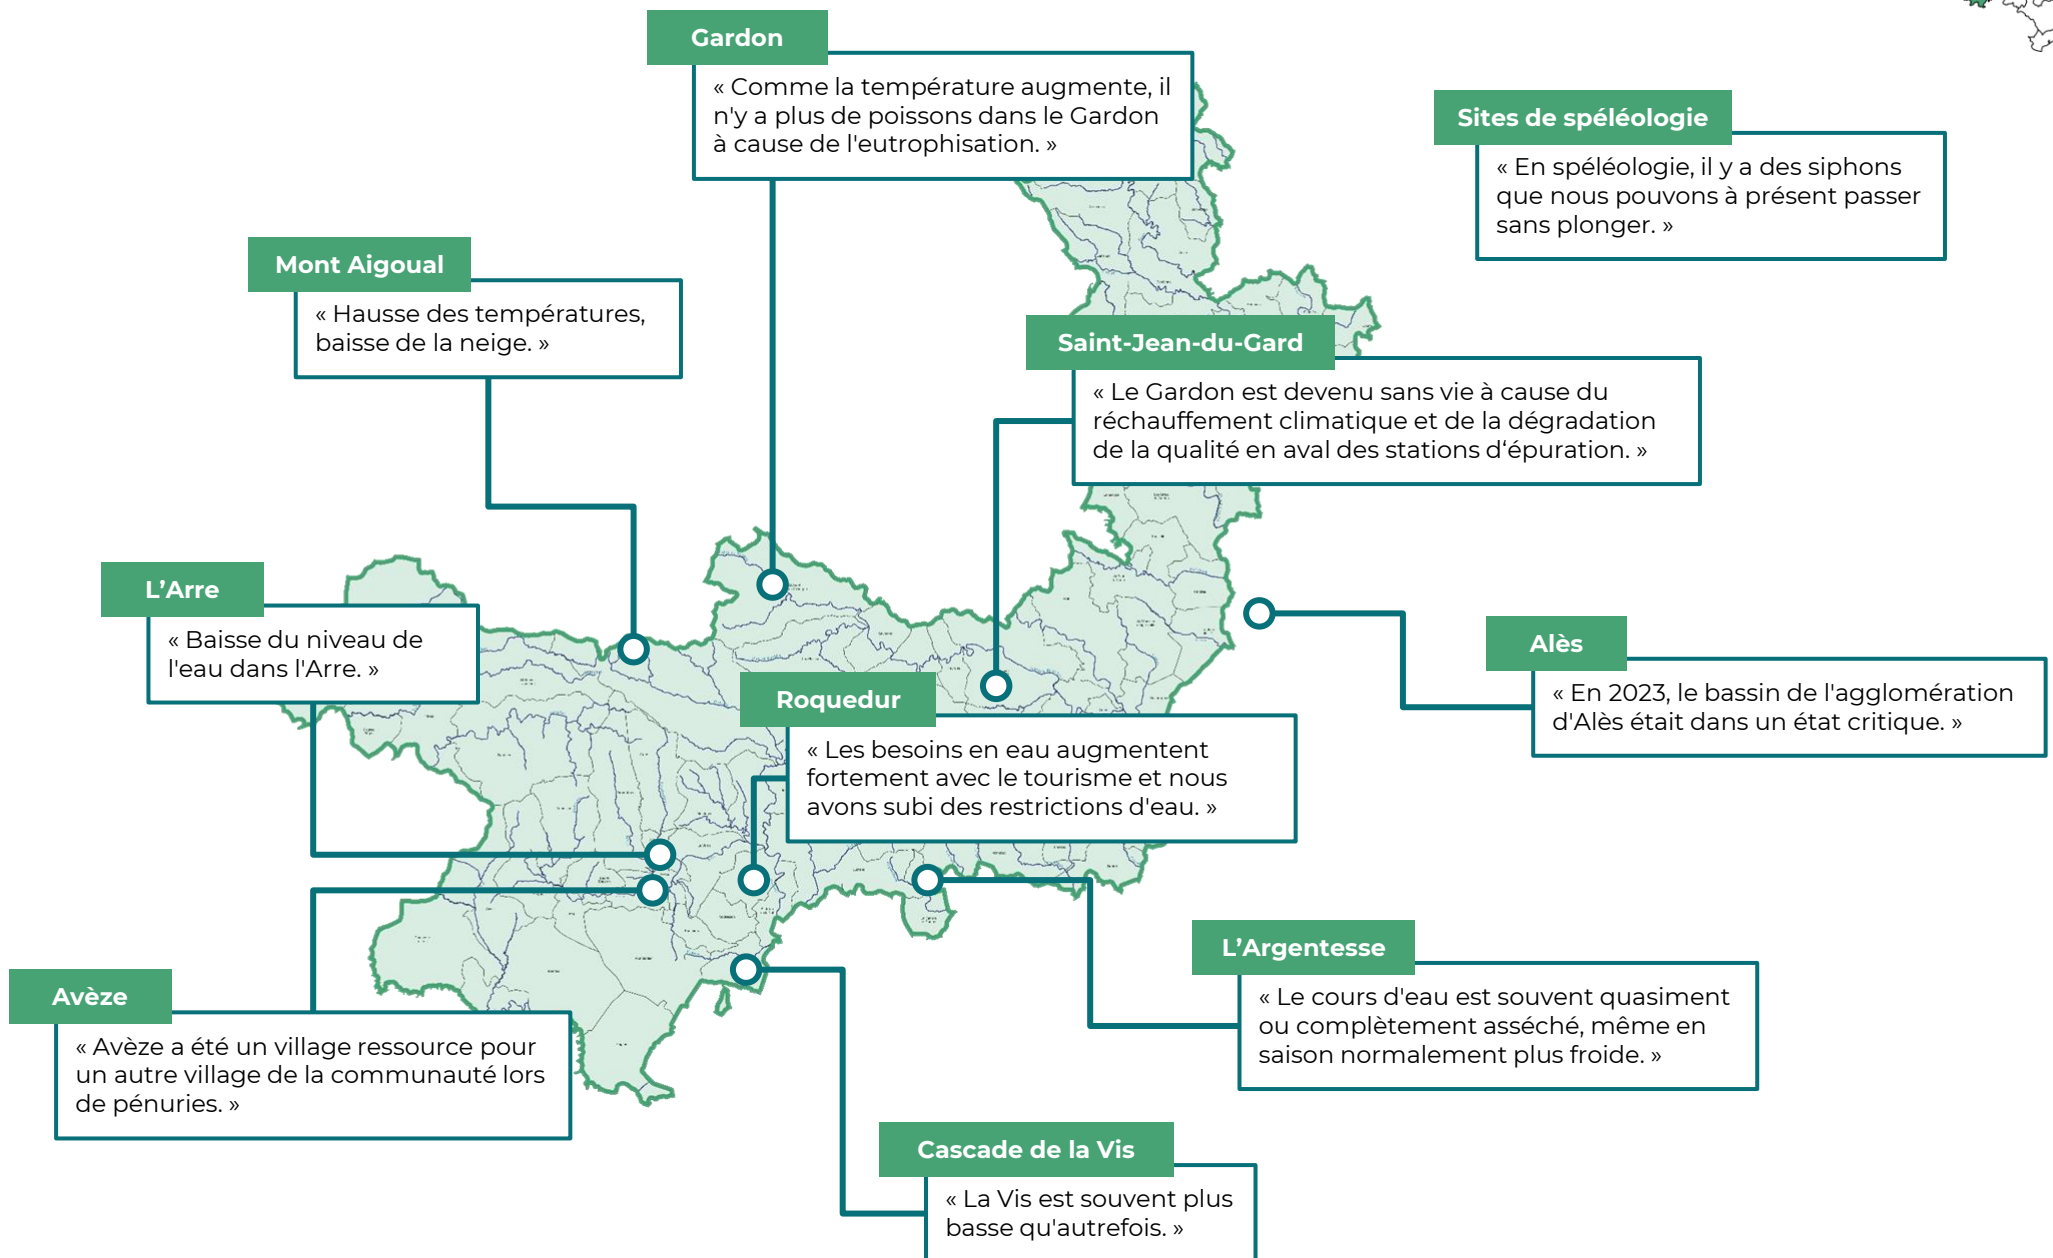 Gardon
« Comme la température augmente, il
n'y a plus de poissons dans le Gardon
à cause de l'eutrophisation. »
Sites de spéléologie
« En spéléologie, il y a des siphons
que nous pouvons à présent passer
sans plonger. »
Mont Aigoual
« Hausse des températures,
baisse de la neige. »
Saint-Jean-du-Gard
« Le Gardon est devenu sans vie à cause du
réchauffement climatique et de la dégradation
de la qualité en aval des stations d‘épuration. »
L’Arre
« Baisse du niveau de
l'eau dans l'Arre. »
Alès
« En 2023, le bassin de l'agglomération
d'Alès était dans un état critique. »
Roquedur
« Les besoins en eau augmentent
fortement avec le tourisme et nous
avons subi des restrictions d'eau. »
L’Argentesse
« Le cours d'eau est souvent quasiment
ou complètement asséché, même en
saison normalement plus froide. »
Avèze
« Avèze a été un village ressource pour
un autre village de la communauté lors
de pénuries. »
Cascade de la Vis
« La Vis est souvent plus
basse qu'autrefois. »